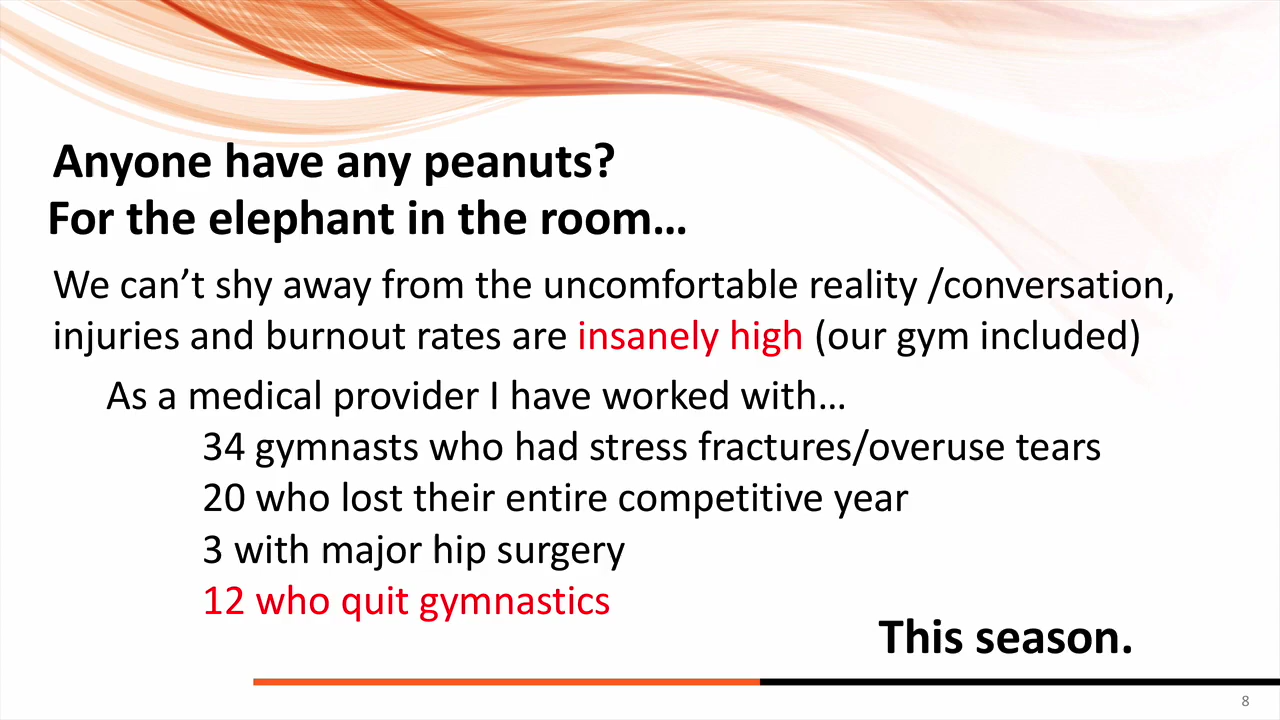 Anyone have any peanuts?
For the elephant in the room…
We can’t shy away from the uncomfortable reality /conversation,
injuries and burnout rates are insanely high (our gym included)
As a medical provider I have worked with…
34 gymnasts who had stress fractures/overuse tears
20 who lost their entire competitive year
3 with major hip surgery
12 who quit gymnastics
This season.
8